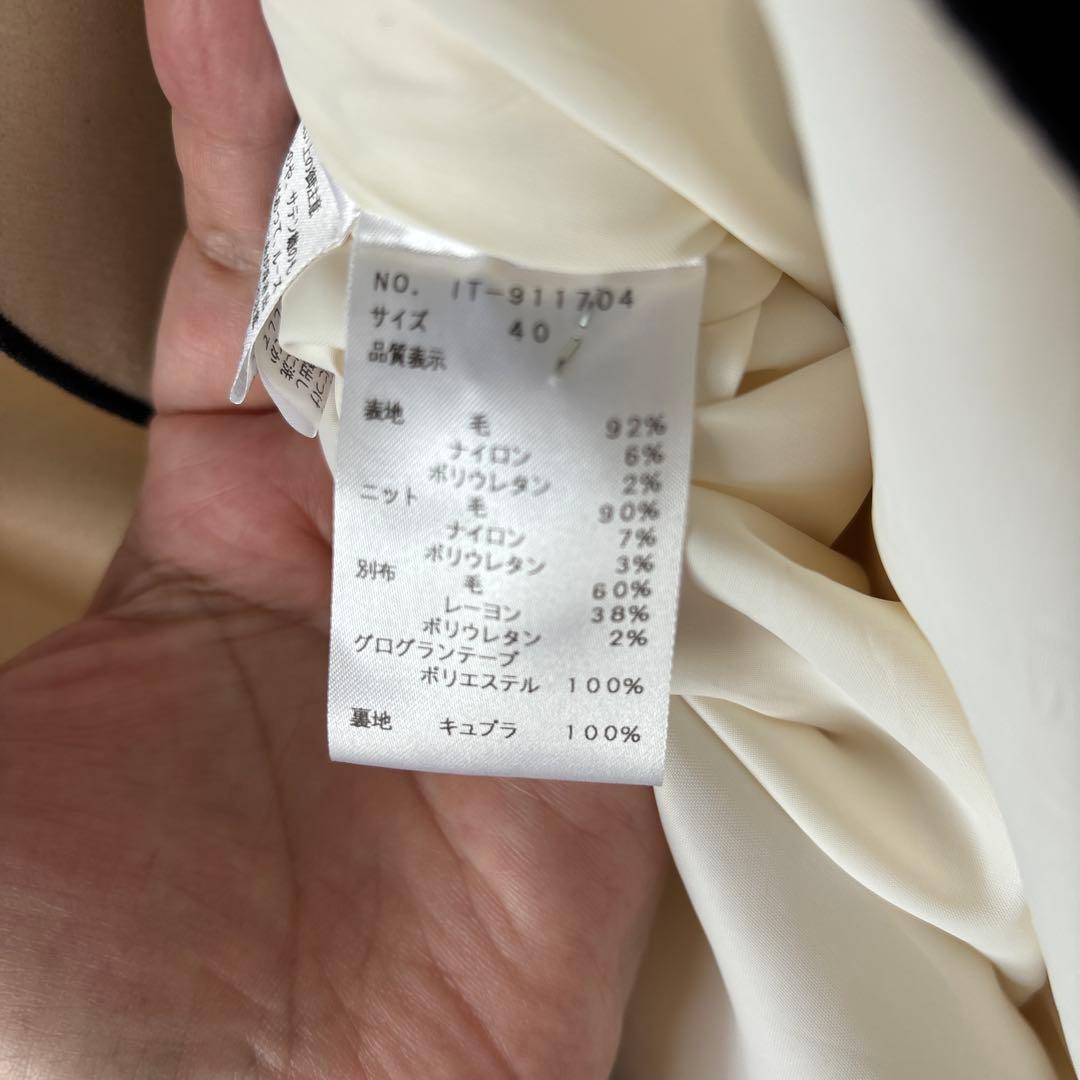 NO. IT-911704
サイズ 40
品質表示
表地 毛 92%
ナイロン 6%
ポリウレタン 2%
ニット 毛 90%
ナイロン 7%
ポリウレタン 3%
別布 毛 60%
レーヨン 38%
ポリウレタン 2%
グログランテープ
ポリエステル 100%
裏地 キュプラ 100%